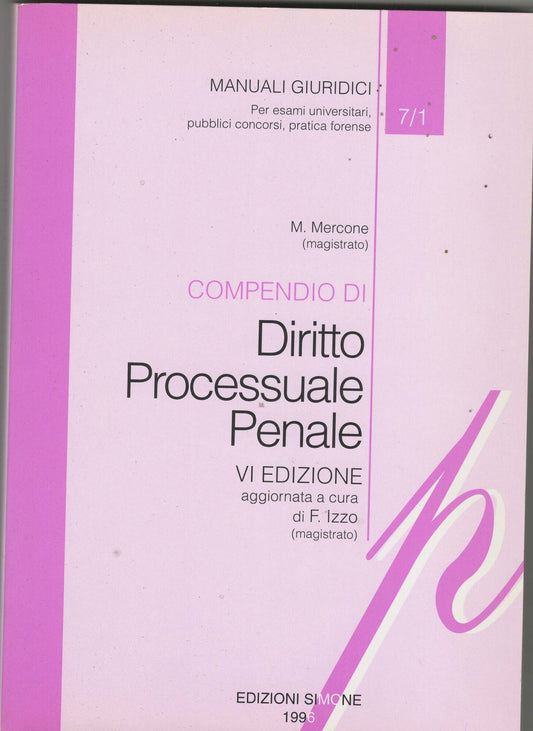 MANUALI GIURIDICI
Per esami universitari,
pubblici concorsi, pratica forense
7/1
M. Mercone
(magistrato)
COMPENDIO DI
Diritto
Processuale
Penale
VI EDIZIONE
aggiornata a cura
di F. Izzo
(magistrato)
EDIZIONI SIMONE
1996